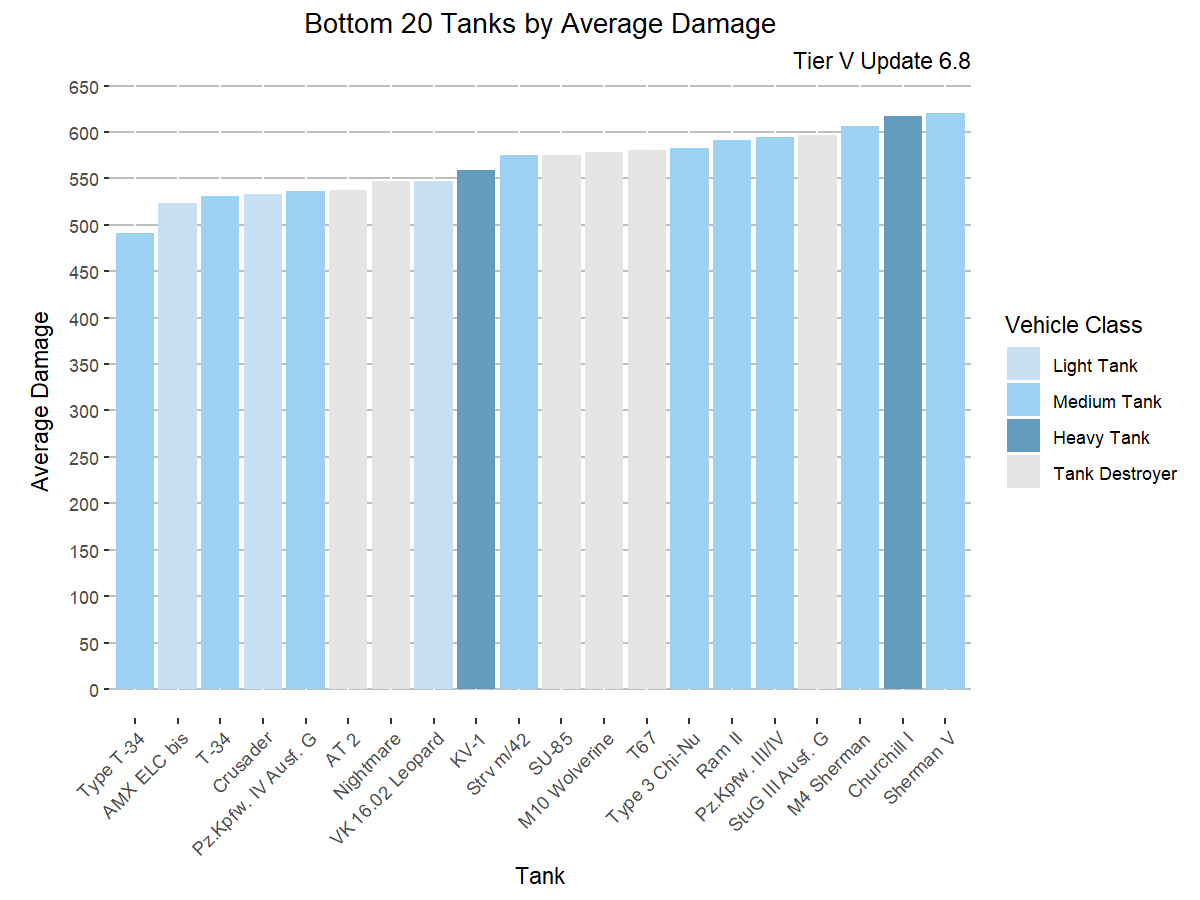 Bottom 20 Tanks by Average Damage
Tier V Update 6.8
Average Damage
650
600
550
500
450
400
350
300
250
200
150
100
50
0
Type T-34
AMX ELC bis
T-34
Crusader
Pz.Kpfw. IV Ausf. G
AT 2
Nightmare
VK 16.02 Leopard
KV-1
Strv m/42
SU-85
M10 Wolverine
T67
Type 3 Chi-Nu
Ram II
Pz.Kpfw. III/IV
StuG III Ausf. G
M4 Sherman
Churchill I
Sherman V
Tank
Vehicle Class
Light Tank
Medium Tank
Heavy Tank
Tank Destroyer